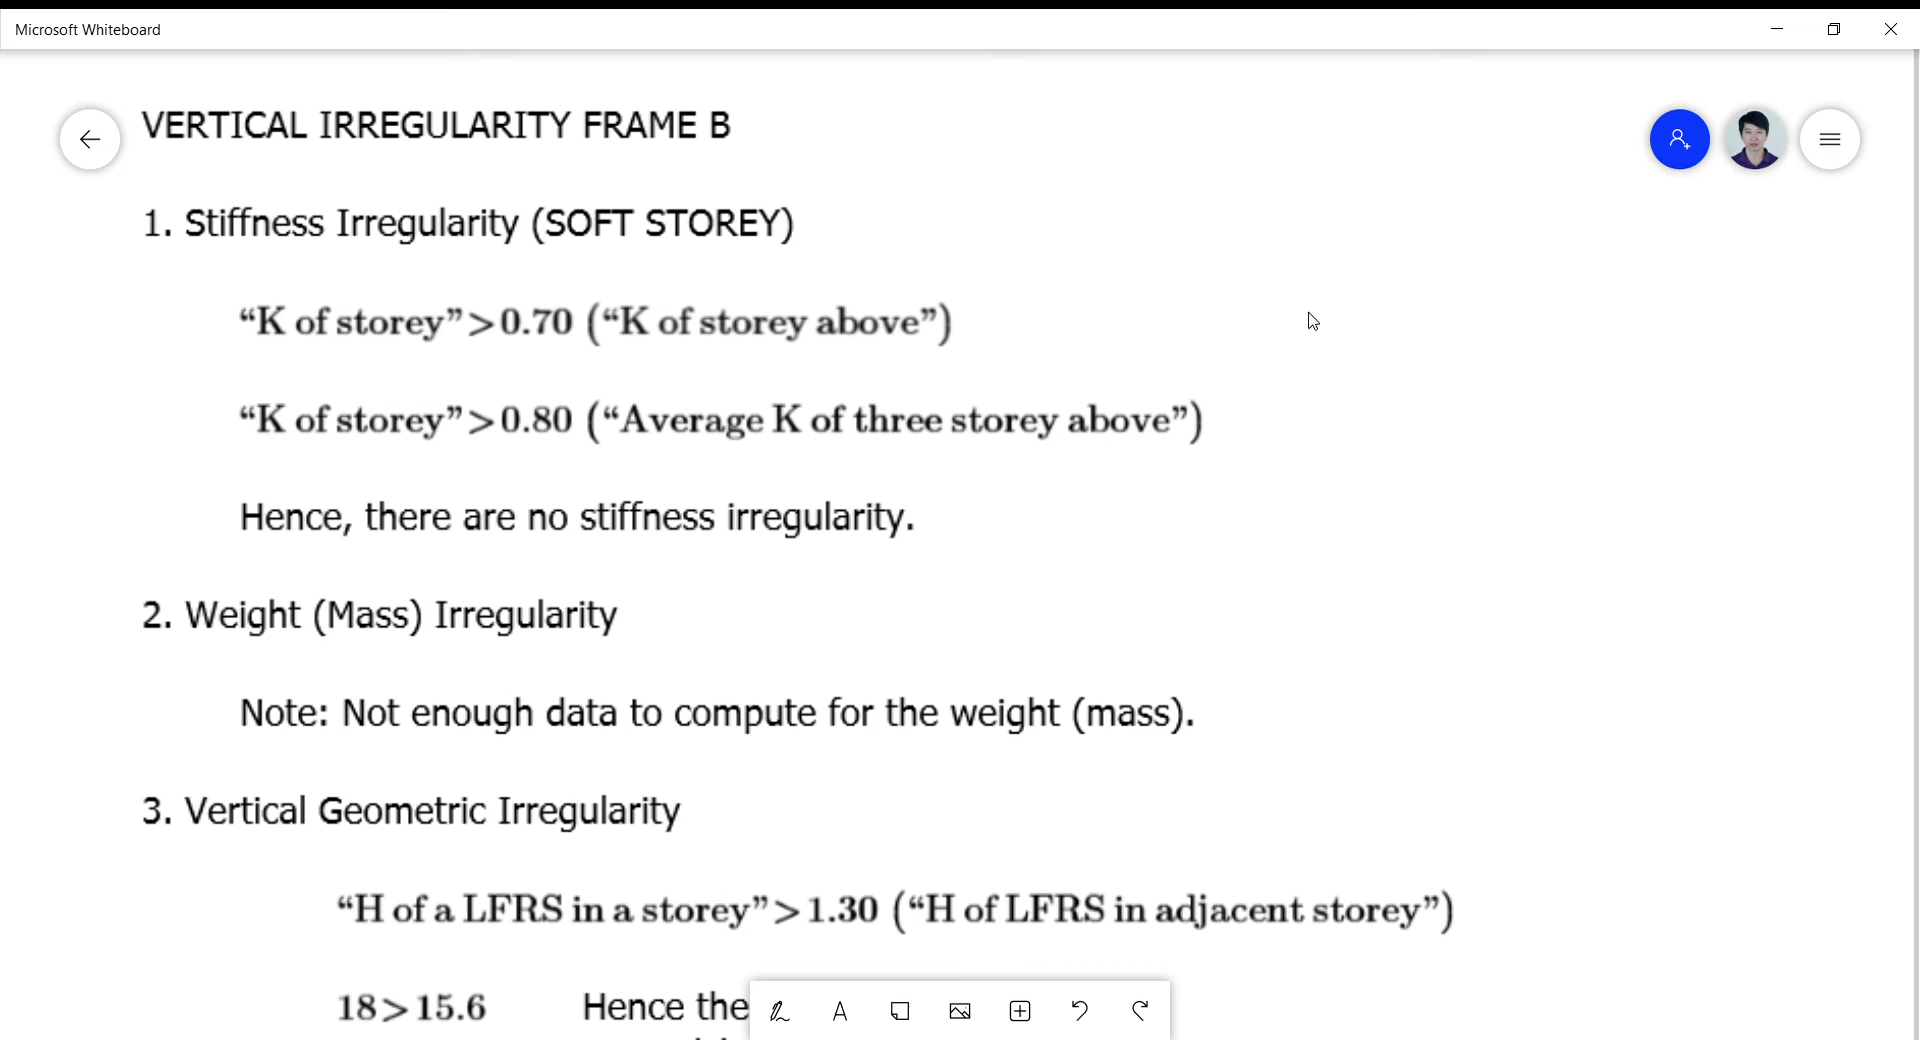 Microsoft Whiteboard
VERTICAL IRREGULARITY FRAME B
1. Stiffness Irregularity (SOFT STOREY)
“K of storey”>0.70 (“K of storey above”)
“K of storey”>0.80 (“Average K of three storey above”)
Hence, there are no stiffness irregularity.
2. Weight (Mass) Irregularity
Note: Not enough data to compute for the weight (mass).
3. Vertical Geometric Irregularity
“H of a LFRS in a storey”>1.30 (“H of LFRS in adjacent storey”)
18>15.6 Hence the